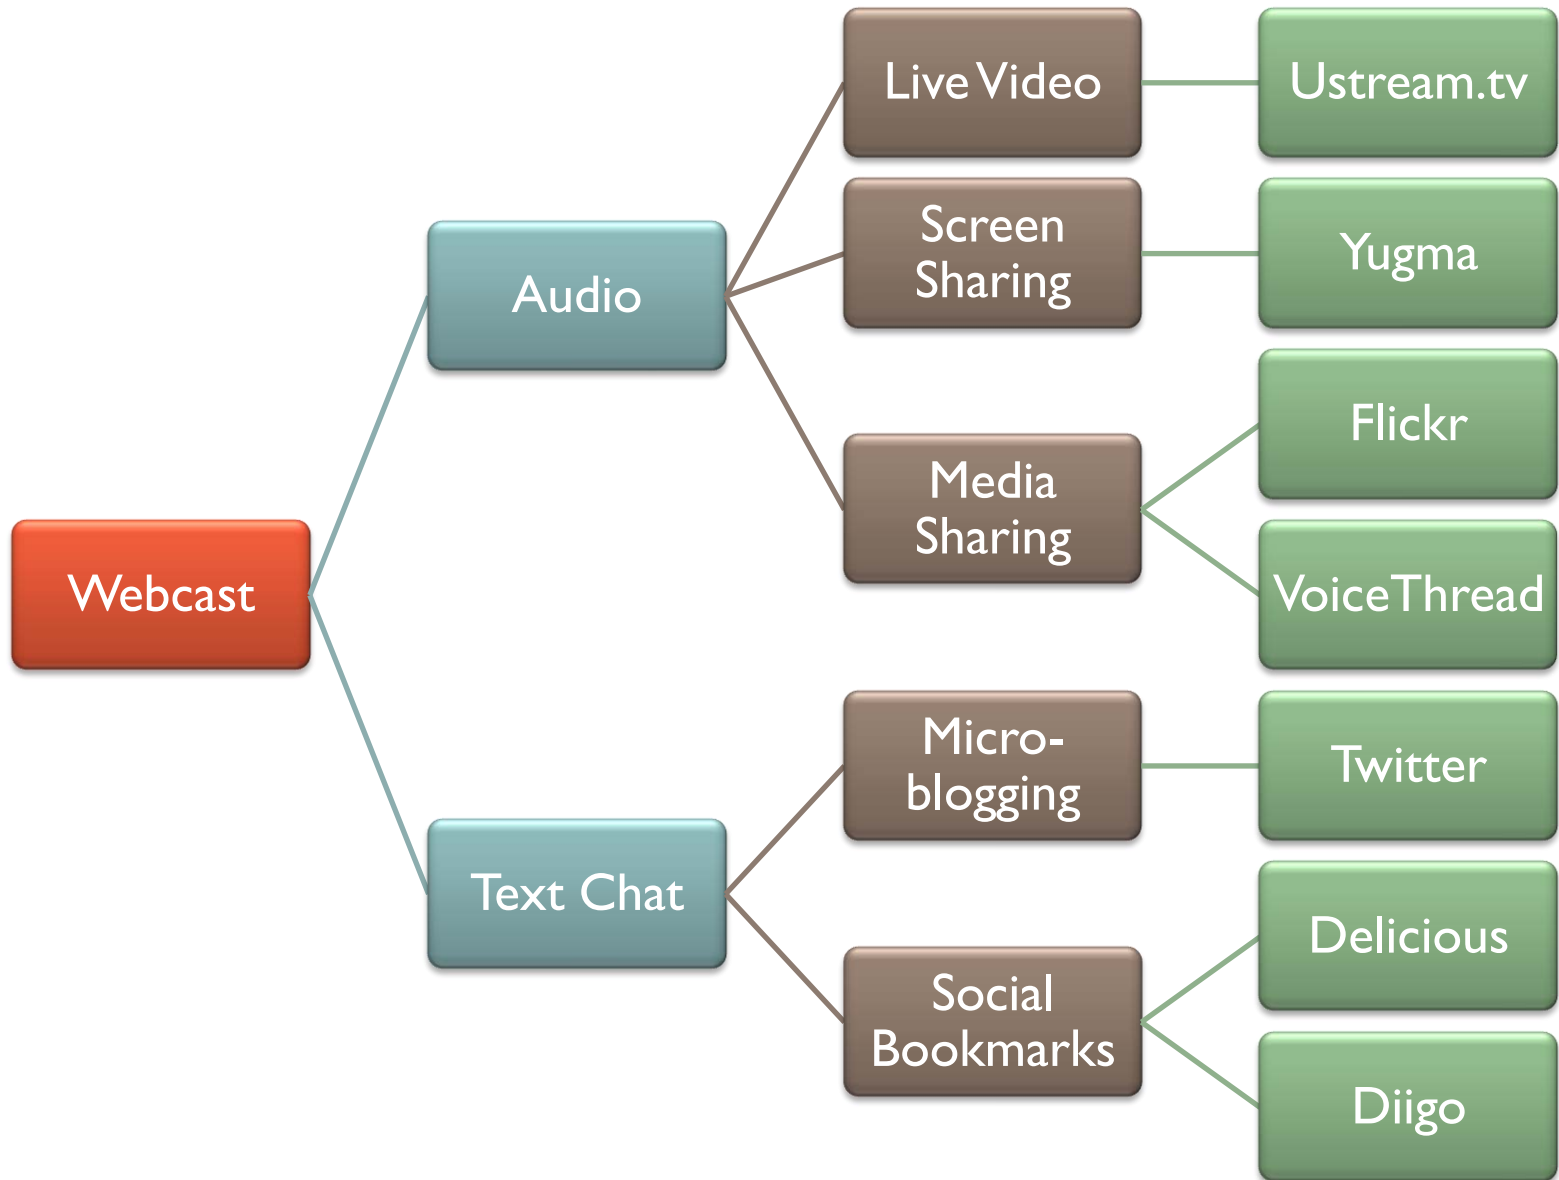 Webcast
Audio
Live Video
Ustream.tv
Screen
Sharing
Yugma
Media
Sharing
Flickr
VoiceThread
Text Chat
Micro-
blogging
Twitter
Social
Bookmarks
Delicious
Diigo